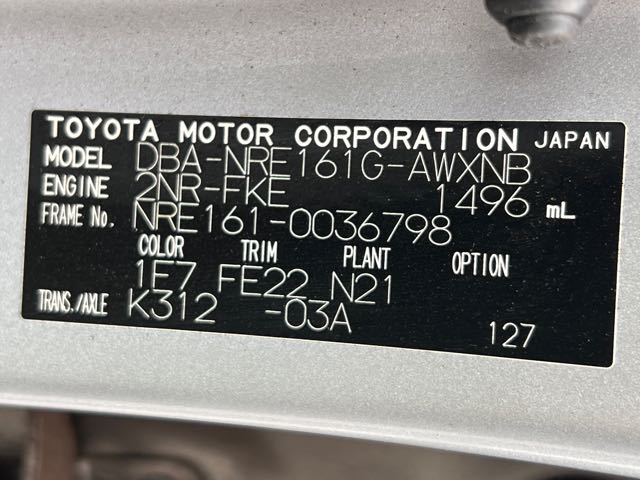 TOYOTA MOTOR CORPORATION JAPAN
MODEL DBA-NRE161G-AWXNB
ENGINE 2NR-FKE 1496 mL
FRAME No. NRE161-0036798
COLOR TRIM PLANT OPTION
1E7 FE22 N21
TRANS./AXLE K312 -03A
127